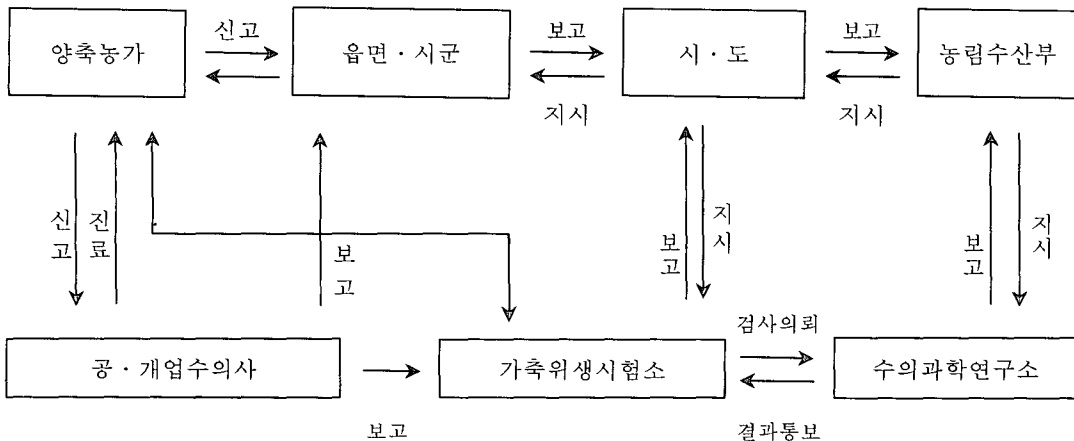 신고 보고 보고
양축농가 읍면·시군 시·도 농림수산부
지시 지시
신고
진료
보고
보고
지시
보고
지시
검사의뢰
공·개업수의사 가축위생시험소 수의과학연구소
보고 결과통보